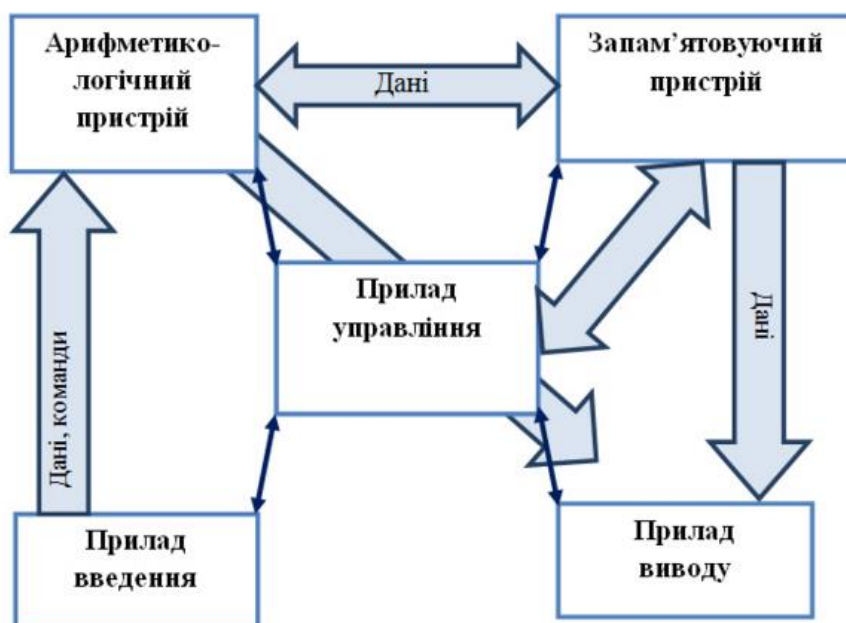 Арифметико-
логічний
пристрій
Дані
Запам’ятовуючий
пристрій
Прилад
управління
Дані
Дані, команди
Прилад
введення
Прилад
виводу